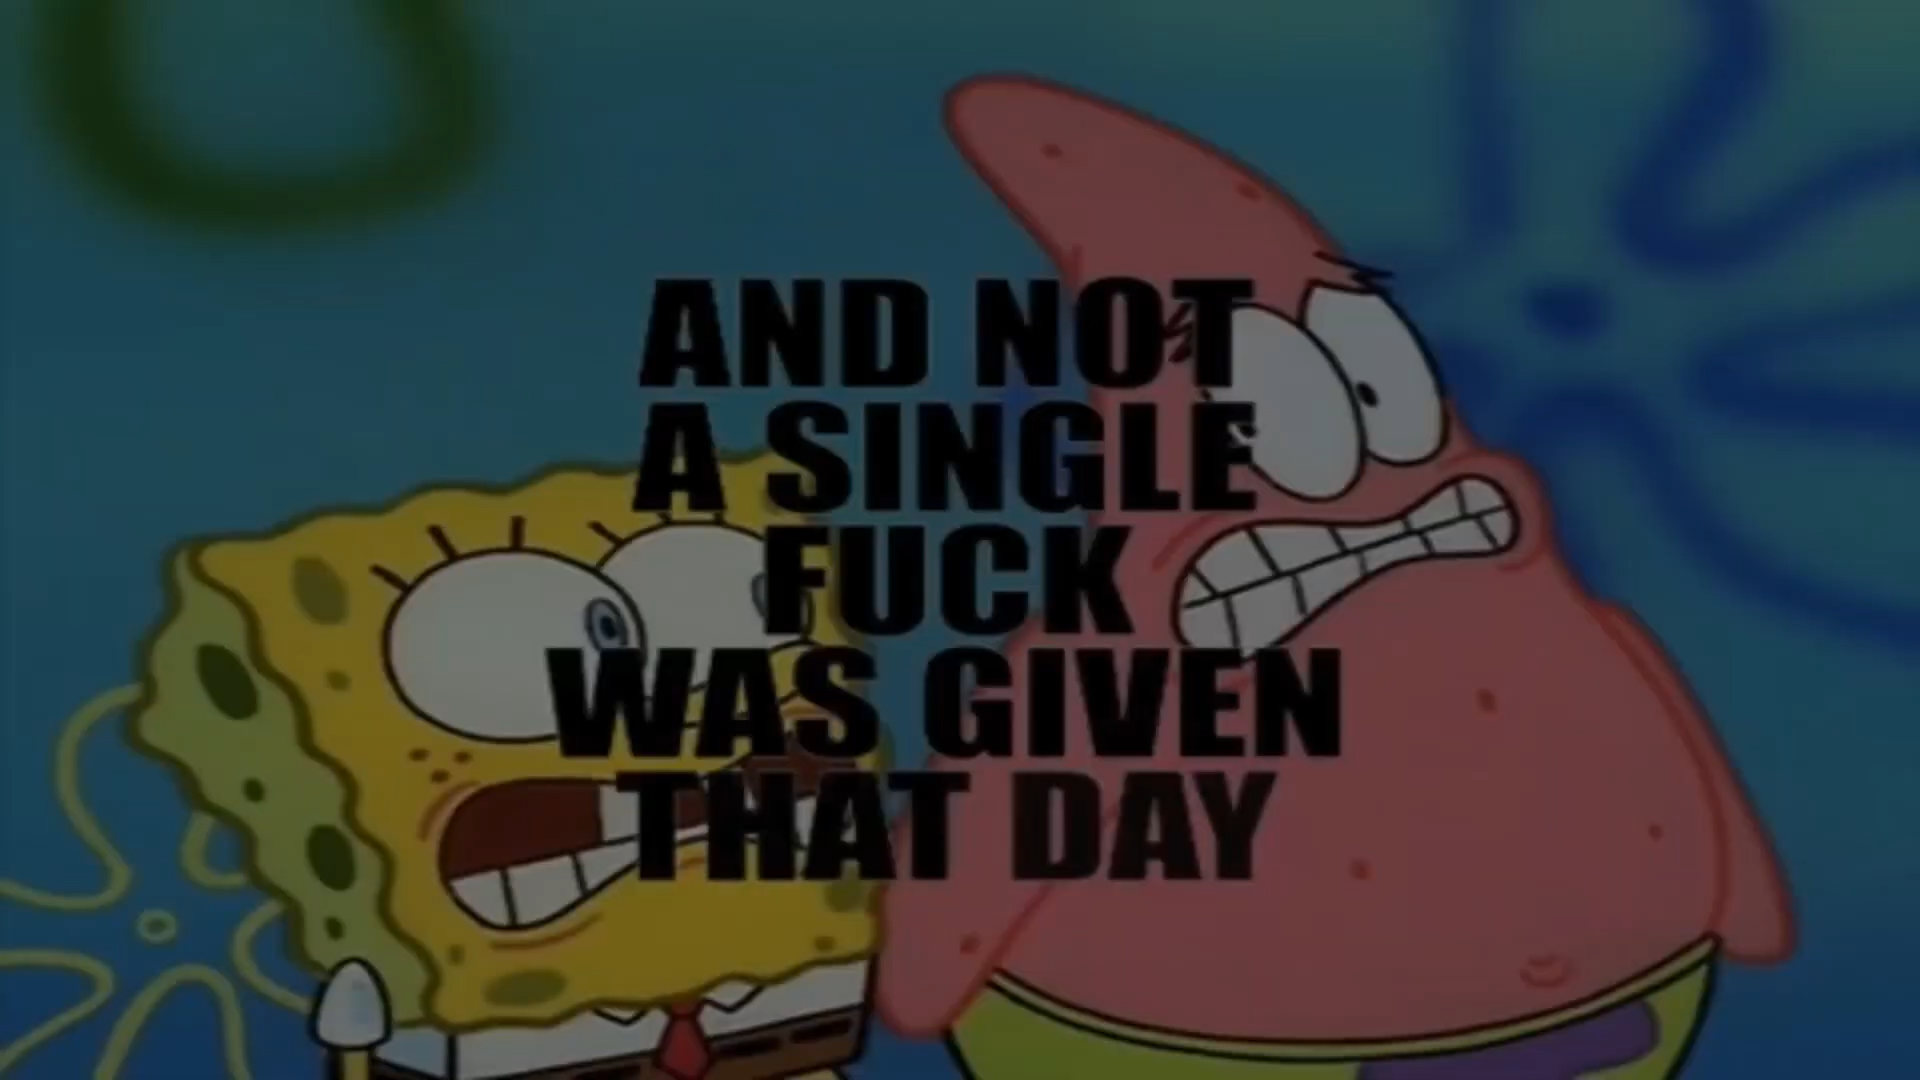 AND NOT
A SINGLE
FUCK
WAS GIVEN
THAT DAY